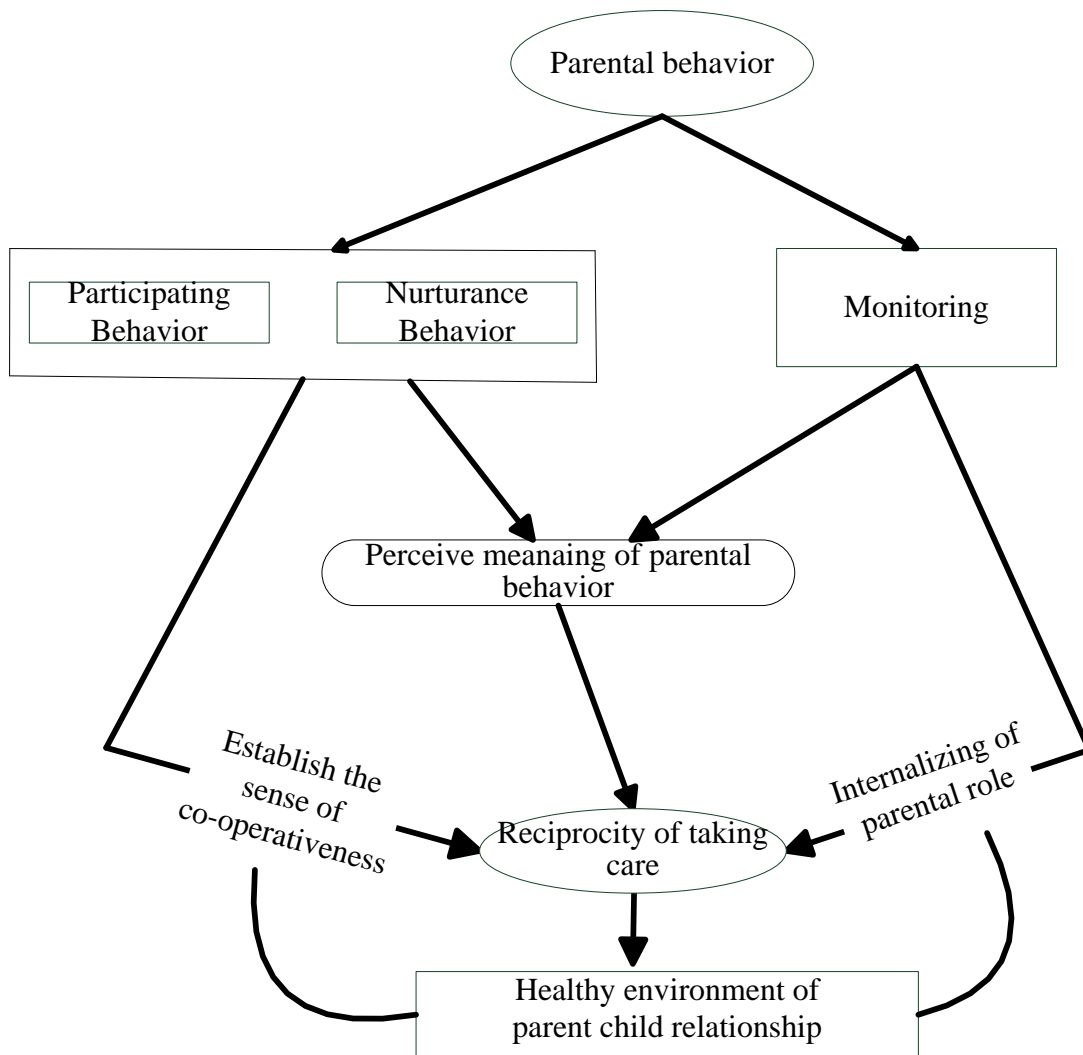 Parental behavior
Participating
Behavior
Nurturance
Behavior
Monitoring
Perceive meanaing of parental
behavior
Establish the
sense of
co-operativeness
Internalizing of
parental role
Reciprocity of taking
care
Healthy environment of
parent child relationship